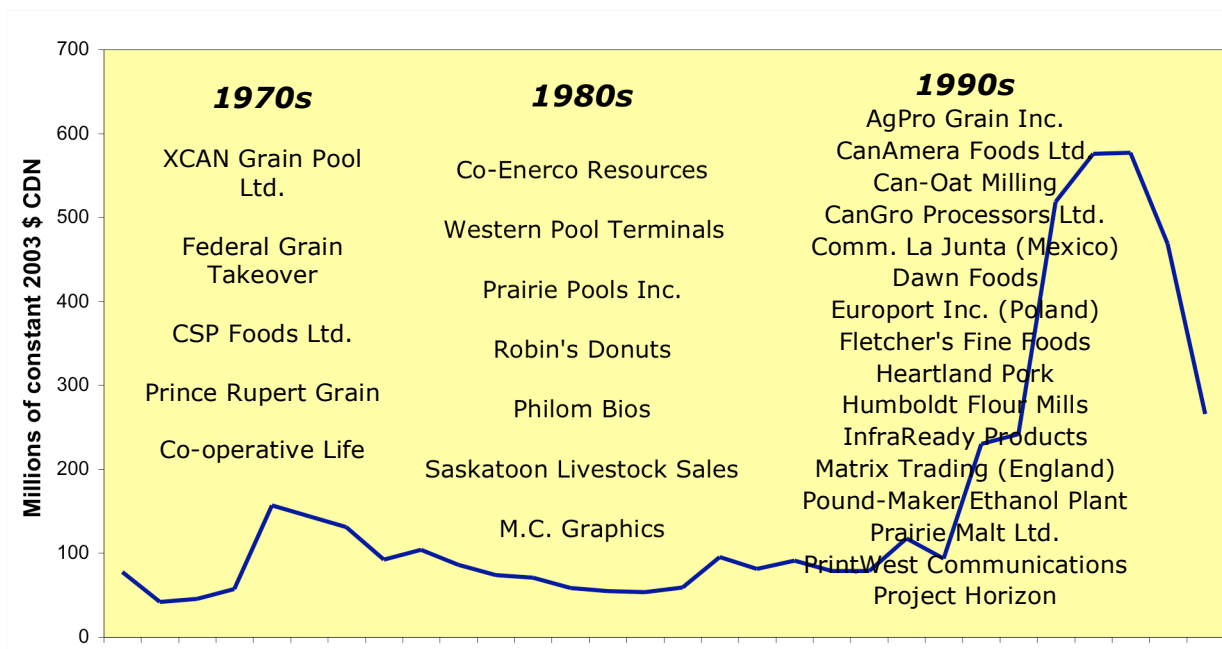 700
600
500
400
300
200
100
0
Millions of constant 2003 $ CDN
1970s
XCAN Grain Pool
Ltd.
Federal Grain
Takeover
CSP Foods Ltd.
Prince Rupert Grain
Co-operative Life
1980s
Co-Enerco Resources
Western Pool Terminals
Prairie Pools Inc.
Robin's Donuts
Philom Bios
Saskatoon Livestock Sales
M.C. Graphics
1990s
AgPro Grain Inc.
CanAmera Foods Ltd.
Can-Oat Milling
CanGro Processors Ltd.
Comm. La Junta (Mexico)
Dawn Foods
Europort Inc. (Poland)
Fletcher's Fine Foods
Heartland Pork
Humboldt Flour Mills
InfraReady Products
Matrix Trading (England)
Pound-Maker Ethanol Plant
Prairie Malt Ltd.
PrintWest Communications
Project Horizon